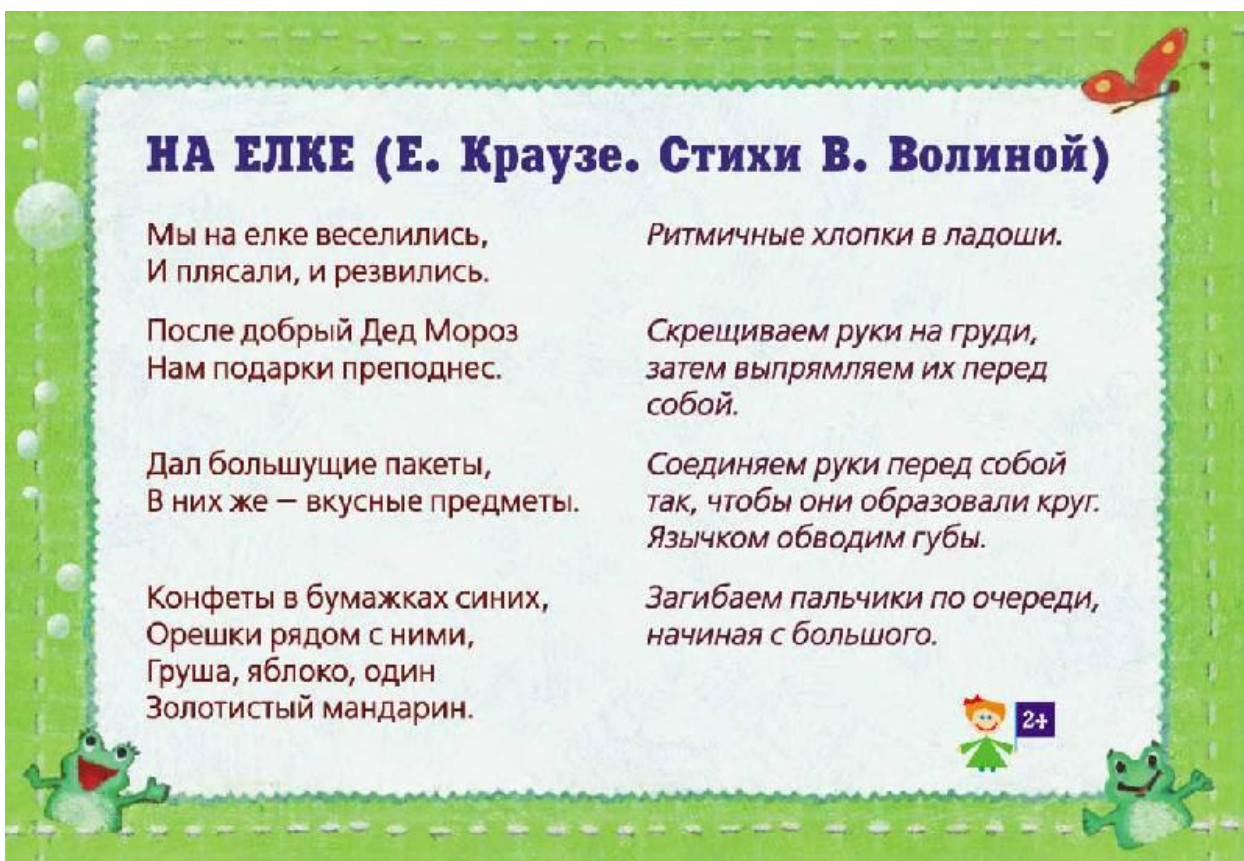 НА ЕЛКЕ (Е. Краузе. Стихи В. Волиной)
Мы на елке веселились,
И плясали, и резвились.
Ритмичные хлопки в ладоши.
После добрый Дед Мороз
Нам подарки преподнес.
Скрещиваем руки на груди,
затем выпрямляем их перед
собой.
Дал большущие пакеты,
В них же — вкусные предметы.
Соединяем руки перед собой
так, чтобы они образовали круг.
Язычком обводим губы.
Конфеты в бумажках синих,
Орешки рядом с ними,
Груша, яблоко, один
Золотистый мандарин.
Загибаем пальчики по очереди,
начиная с большого.
2+